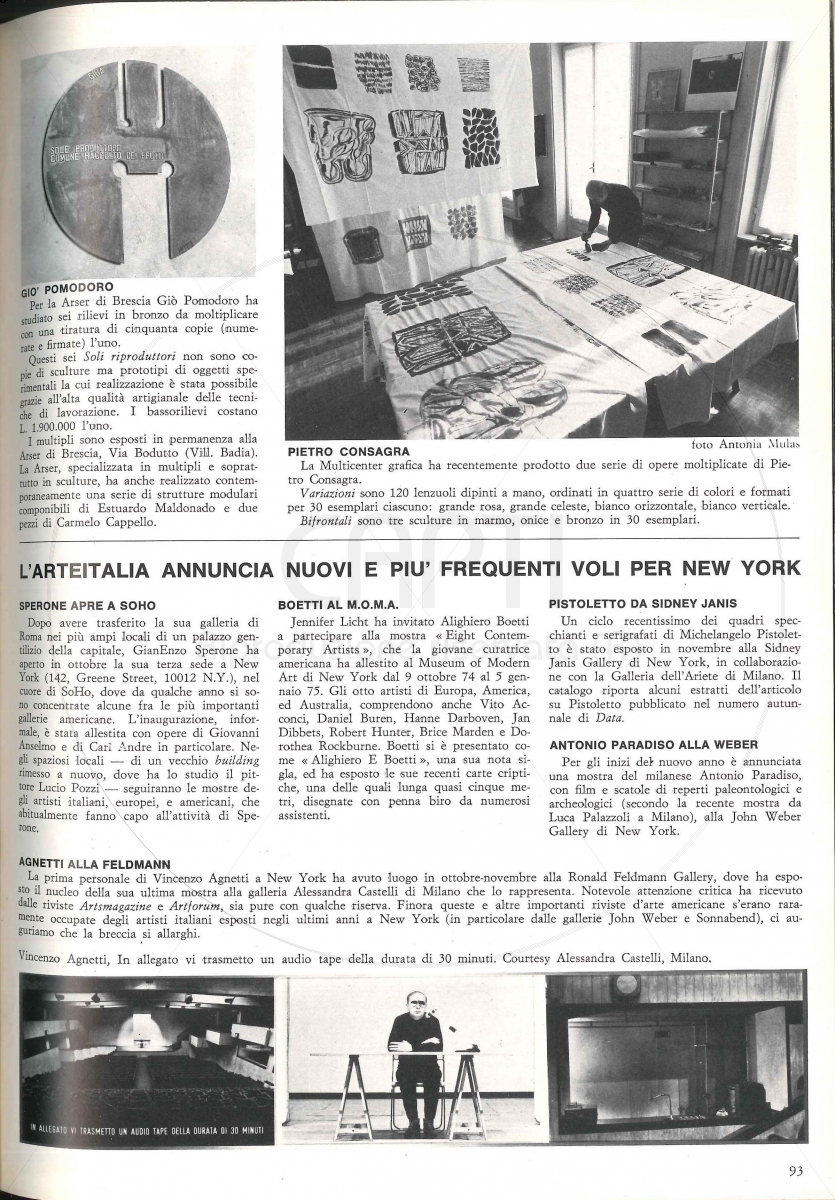 GIO
SOLE PRODUTTORE
COMUNE RACCOLTO DEI FRUTTI
GIO' POMODORO
Per la Arser di Brescia Giò Pomodoro ha
studiato sei rilievi in bronzo da moltiplicare
con una tiratura di cinquanta copie (nume-
rate e firmate) l'uno.
Questi sei Soli riproduttori non sono co-
pie di sculture ma prototipi di oggetti spe-
rimentali la cui realizzazione è stata possibile
grazie all'alta qualità artigianale delle tecni-
che di lavorazione. I bassorilievi costano
L. 1.900.000 l'uno.
I multipli sono esposti in permanenza alla
Arser di Brescia, Via Bodutto (Vill. Badia).
La Arser, specializzata in multipli e soprat-
tutto in sculture, ha anche realizzato contem-
poraneamente una serie di strutture modulari
componibili di Estuardo Maldonado e due
pezzi di Carmelo Cappello.
foto Antonia Mulas
PIETRO CONSAGRA
La Multicenter grafica ha recentemente prodotto due serie di opere moltiplicate di Pie-
tro Consagra.
Variazioni sono 120 lenzuoli dipinti a mano, ordinati in quattro serie di colori e formati
per 30 esemplari ciascuno: grande rosa, grande celeste, bianco orizzontale, bianco verticale.
Bifrontali sono tre sculture in marmo, onice e bronzo in 30 esemplari.
L'ARTEITALIA ANNUNCIA NUOVI E PIU' FREQUENTI VOLI PER NEW YORK
SPERONE APRE A SOHO
Dopo avere trasferito la sua galleria di
Roma nei più ampi locali di un palazzo gen-
tilizio della capitale, GianEnzo Sperone ha
aperto in ottobre la sua terza sede a New
York (142, Greene Street, 10012 N.Y.), nel
cuore di SoHo, dove da qualche anno si so-
no concentrate alcune fra le più importanti
gallerie americane. L'inaugurazione, infor-
male, è stata allestita con opere di Giovanni
Anselmo e di Carl Andre in particolare. Ne-
gli spaziosi locali — di un vecchio building
rimesso a nuovo, dove ha lo studio il pit-
tore Lucio Pozzi — seguiranno le mostre de-
gli artisti italiani, europei, e americani, che
abitualmente fanno capo all'attività di Spe-
rone.
BOETTI AL M.O.M.A.
Jennifer Licht ha invitato Alighiero Boetti
a partecipare alla mostra « Eight Contem-
porary Artists », che la giovane curatrice
americana ha allestito al Museum of Modern
Art di New York dal 9 ottobre 74 al 5 gen-
naio 75. Gli otto artisti di Europa, America,
ed Australia, comprendono anche Vito Ac-
conci, Daniel Buren, Hanne Darboven, Jan
Dibbets, Robert Hunter, Brice Marden e Do-
rothea Rockburne. Boetti si è presentato co-
me « Alighiero E Boetti », una sua nota si-
gla, ed ha esposto le sue recenti carte cripti-
che, una delle quali lunga quasi cinque me-
tri, disegnate con penna biro da numerosi
assistenti.
PISTOLETTO DA SIDNEY JANIS
Un ciclo recentissimo dei quadri spec-
chianti e serigrafati di Michelangelo Pistolet-
to è stato esposto in novembre alla Sidney
Janis Gallery di New York, in collaborazio-
ne con la Galleria dell'Ariete di Milano. Il
catalogo riporta alcuni estratti dell'articolo
su Pistoletto pubblicato nel numero autun-
nale di Data.
ANTONIO PARADISO ALLA WEBER
Per gli inizi del nuovo anno è annunciata
una mostra del milanese Antonio Paradiso,
con film e scatole di reperti paleontologici e
archeologici (secondo la recente mostra da
Luca Palazzoli a Milano), alla John Weber
Gallery di New York.
AGNETTI ALLA FELDMANN
La prima personale di Vincenzo Agnetti a New York ha avuto luogo in ottobre-novembre alla Ronald Feldmann Gallery, dove ha espo-
sto il nucleo della sua ultima mostra alla galleria Alessandra Castelli di Milano che lo rappresenta. Notevole attenzione critica ha ricevuto
dalle riviste Artsmagazine e Artforum, sia pure con qualche riserva. Finora queste e altre importanti riviste d'arte americane s'erano rara-
mente occupate degli artisti italiani esposti negli ultimi anni a New York (in particolare dalle gallerie John Weber e Sonnabend), ci au-
guriamo che la breccia si allarghi.
Vincenzo Agnetti, In allegato vi trasmetto un audio tape della durata di 30 minuti. Courtesy Alessandra Castelli, Milano.
IN ALLEGATO VI TRASMETTO UN AUDIO TAPE DELLA DURATA DI 30 MINUTI
93
CAPTI